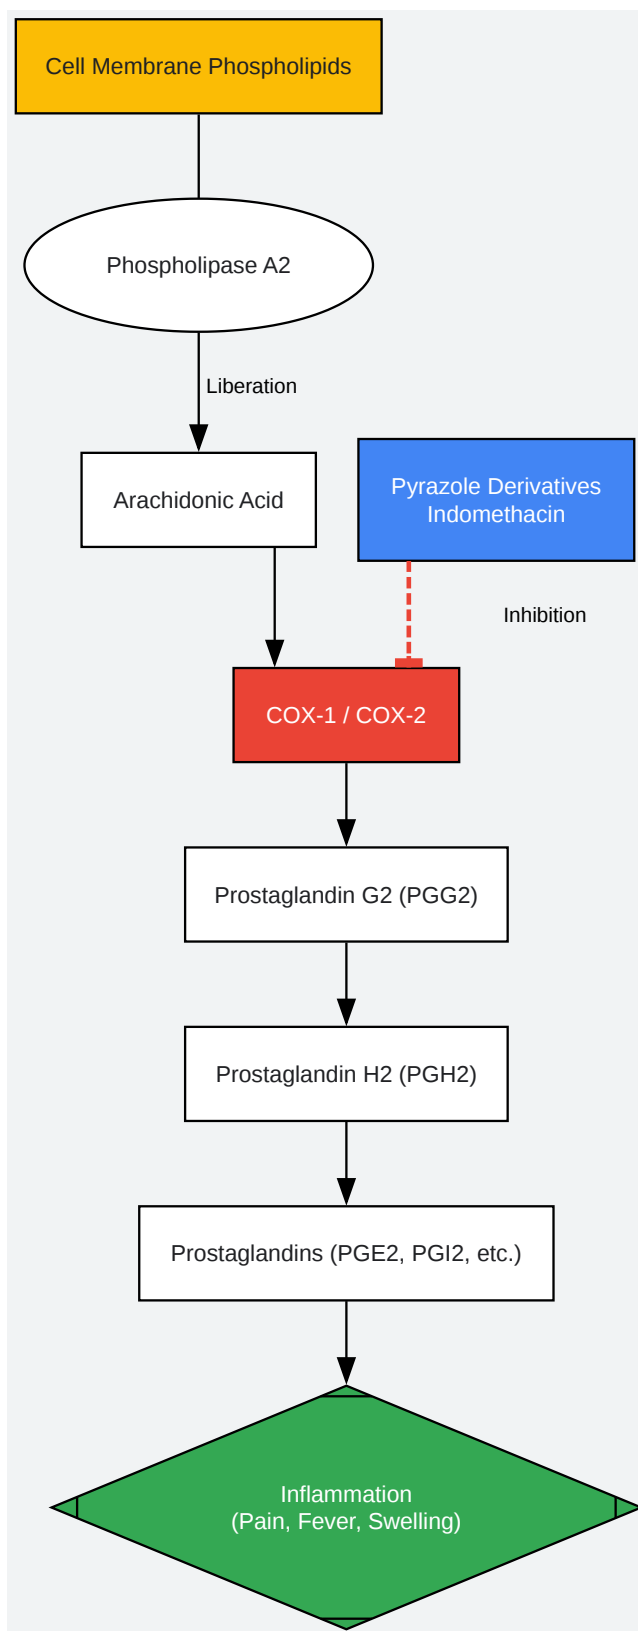 Cell Membrane Phospholipids
Phospholipase A2
Liberation
Arachidonic Acid
Pyrazole Derivatives
Indomethacin
Inhibition
COX-1 / COX-2
Prostaglandin G2 (PGG2)
Prostaglandin H2 (PGH2)
Prostaglandins (PGE2, PGI2, etc.)
Inflammation
(Pain, Fever, Swelling)